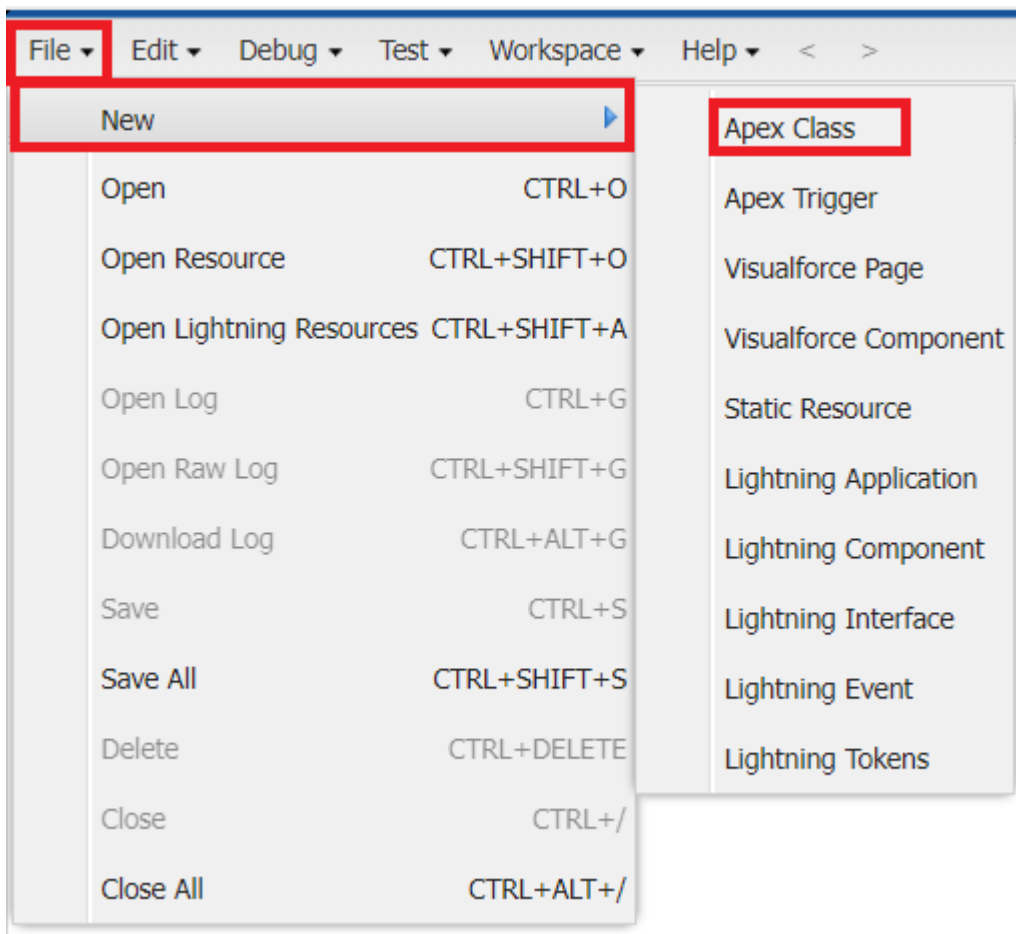 File Edit Debug Test Workspace Help < >
New
Open CTRL+O
Open Resource CTRL+SHIFT+O
Open Lightning Resources CTRL+SHIFT+A
Open Log CTRL+G
Open Raw Log CTRL+SHIFT+G
Download Log CTRL+ALT+G
Save CTRL+S
Save All CTRL+SHIFT+S
Delete CTRL+DELETE
Close CTRL+/
Close All CTRL+ALT+/
Apex Class
Apex Trigger
Visualforce Page
Visualforce Component
Static Resource
Lightning Application
Lightning Component
Lightning Interface
Lightning Event
Lightning Tokens